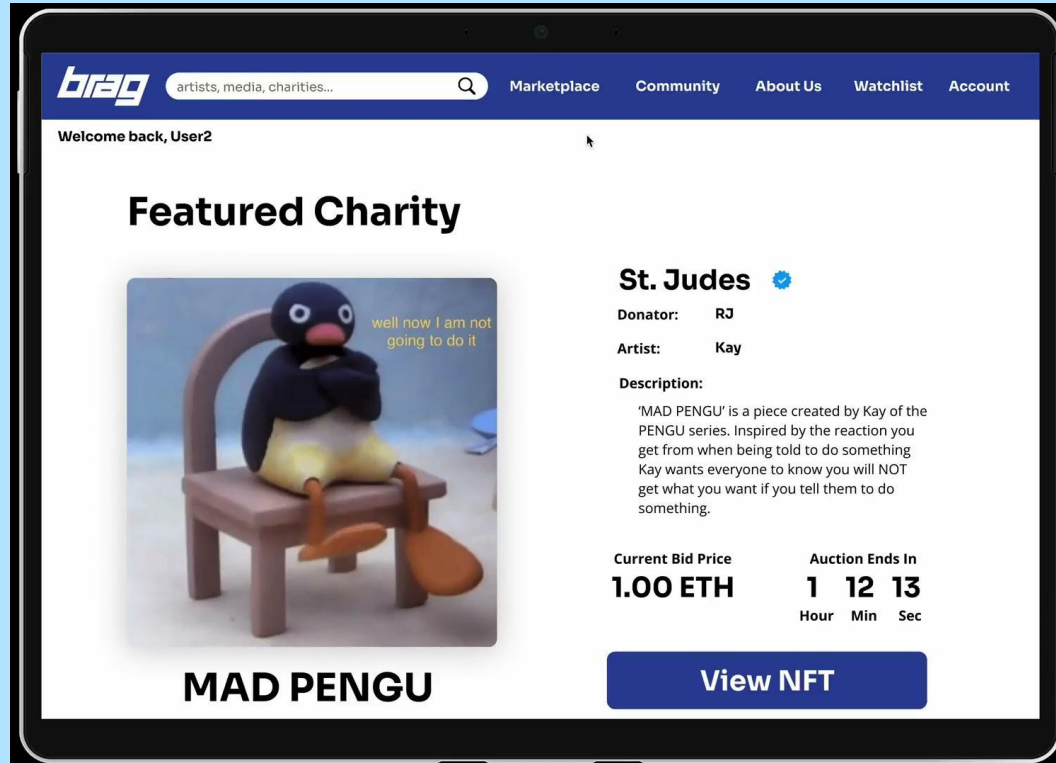 brag
artists, media, charities...
Marketplace
Community
About Us
Watchlist
Account
Welcome back, User2
Featured Charity
well now I am not
going to do it
MAD PENGU
St. Judes
Donator: RJ
Artist: Kay
Description:
‘MAD PENGU’ is a piece created by Kay of the
PENGU series. Inspired by the reaction you
get from when being told to do something
Kay wants everyone to know you will NOT
get what you want if you tell them to do
something.
Current Bid Price
1.00 ETH
Auction Ends In
1 12 13
Hour Min Sec
View NFT